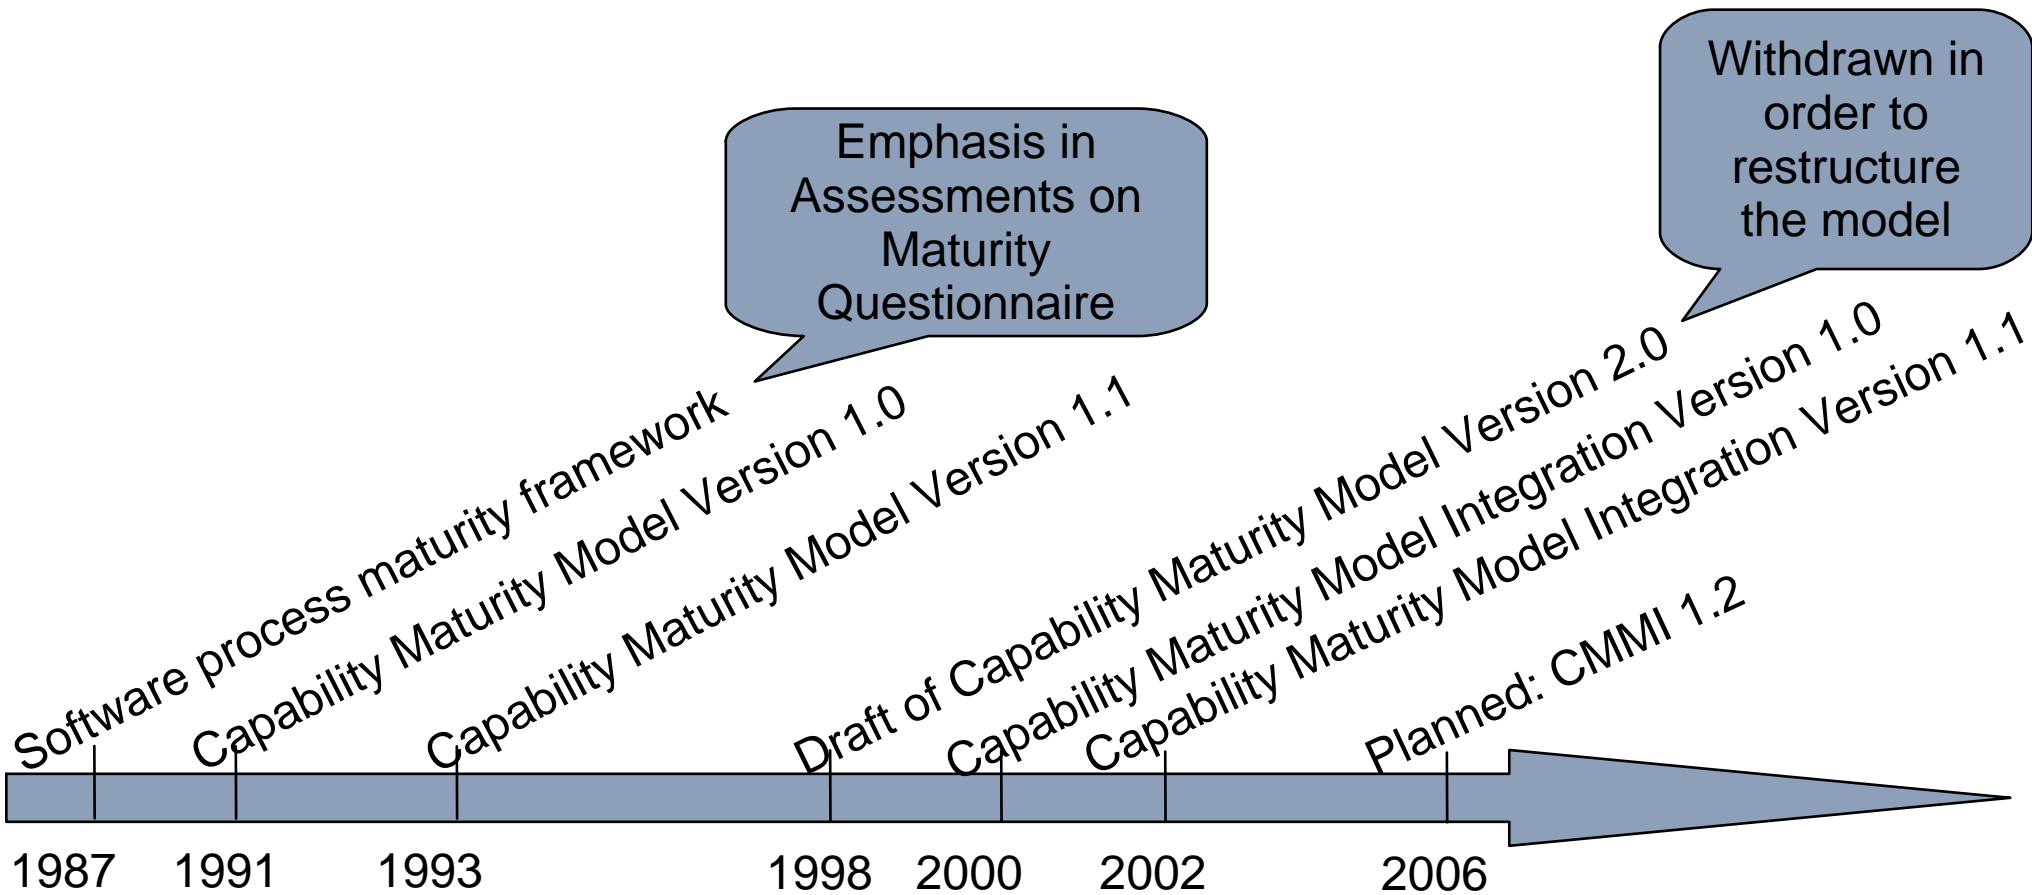 Emphasis in
Assessments on
Maturity
Questionnaire
Withdrawn in
order to
restructure
the model
Software process maturity framework
Capability Maturity Model Version 1.0
Capability Maturity Model Version 1.1
Draft of Capability Maturity Model Version 2.0
Capability Maturity Model Integration Version 1.0
Capability Maturity Model Integration Version 1.1
Planned: CMMI 1.2
1987
1991
1993
1998
2000
2002
2006